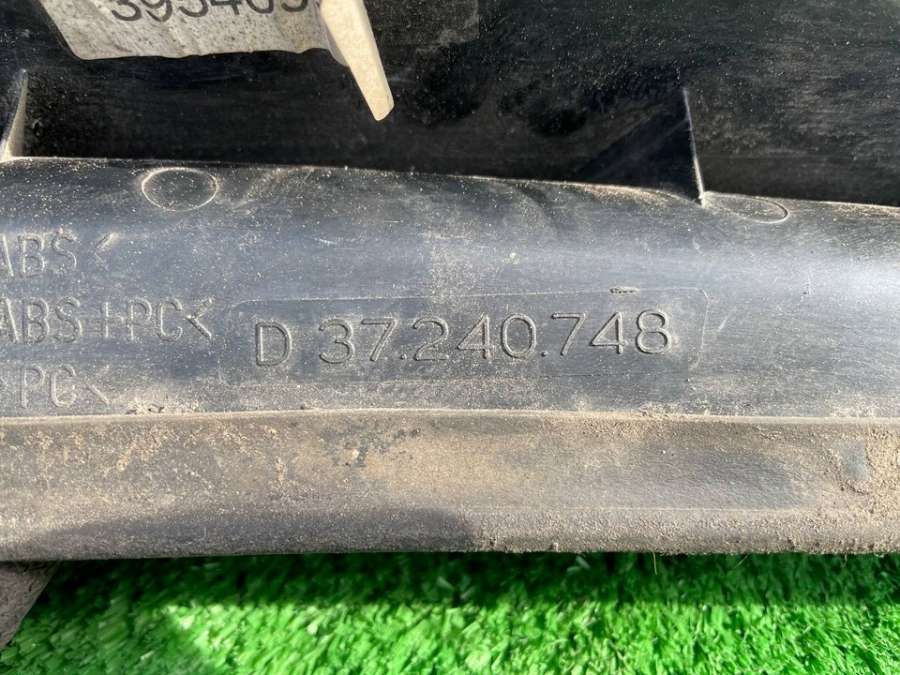 ABS<
ABS+PC<
D 37.240.748
PC<